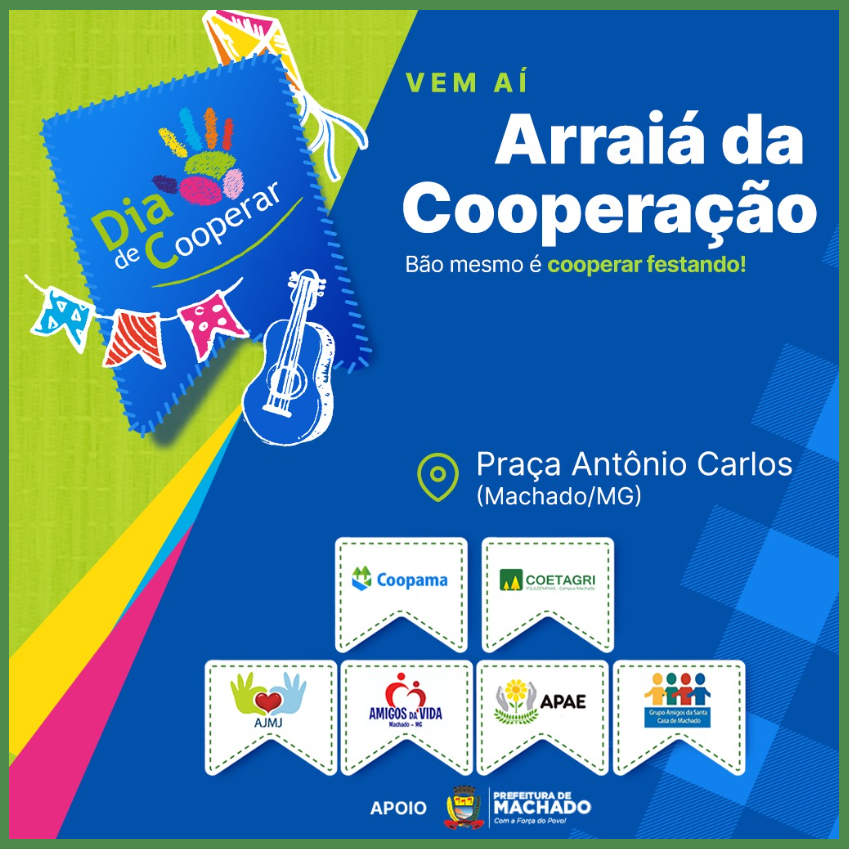 VEM AÍ
Arraiá da
Cooperação
Bão mesmo é cooperar festando!
Dia
de Cooperar
Praça Antônio Carlos
(Machado/MG)
Coopama
COETAGRI
AJMJ
AMIGOS DA VIDA
Machado - MG
APAE
Grupo Amigos da Santa
Casa de Machado
APOIO
PREFEITURA DE
MACHADO
Com a Força do Povo!